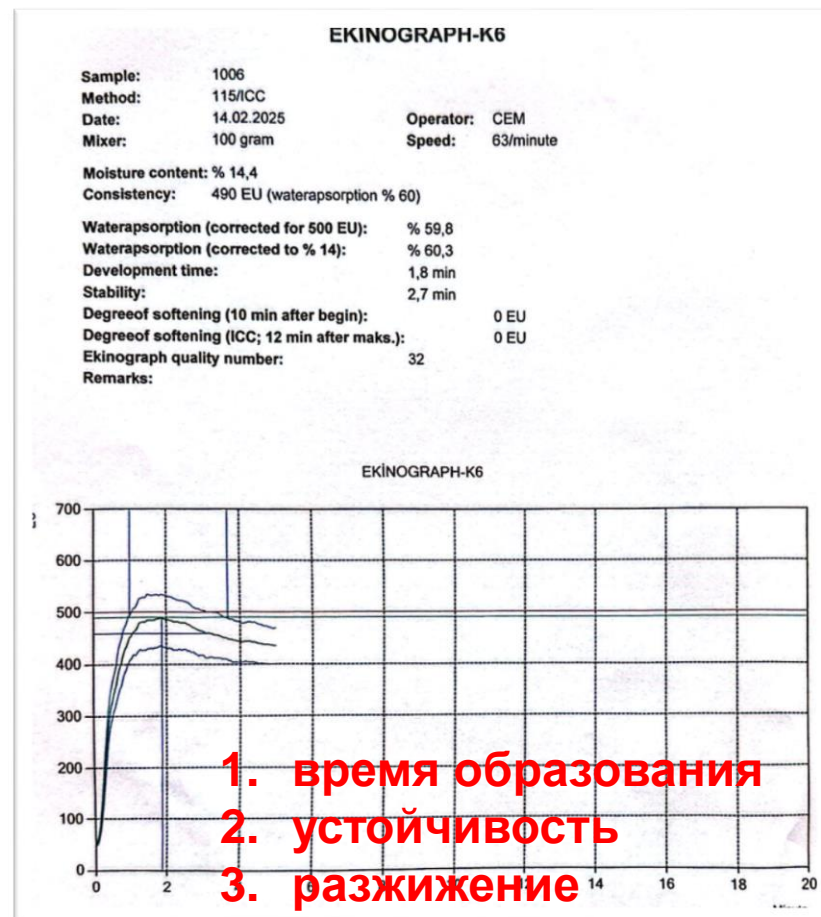 EKINOGRAPH-K6
Sample: 1006
Method: 115/ICC
Date: 14.02.2025 Operator: CEM
Mixer: 100 gram Speed: 63/minute
Moisture content: % 14,4
Consistency: 490 EU (waterapsorption % 60)
Waterapsorption (corrected for 500 EU): % 59,8
Waterapsorption (corrected to % 14): % 60,3
Development time: 1,8 min
Stability: 2,7 min
Degreeof softening (10 min after begin): 0 EU
Degreeof softening (ICC; 12 min after maks.): 0 EU
Ekinograph quality number: 32
Remarks:
EKİNOGRAPH-K6
700
600
500
400
300
200
100
0
1. время образования
2. устойчивость
3. разжижение
0 2 14 16 18 20